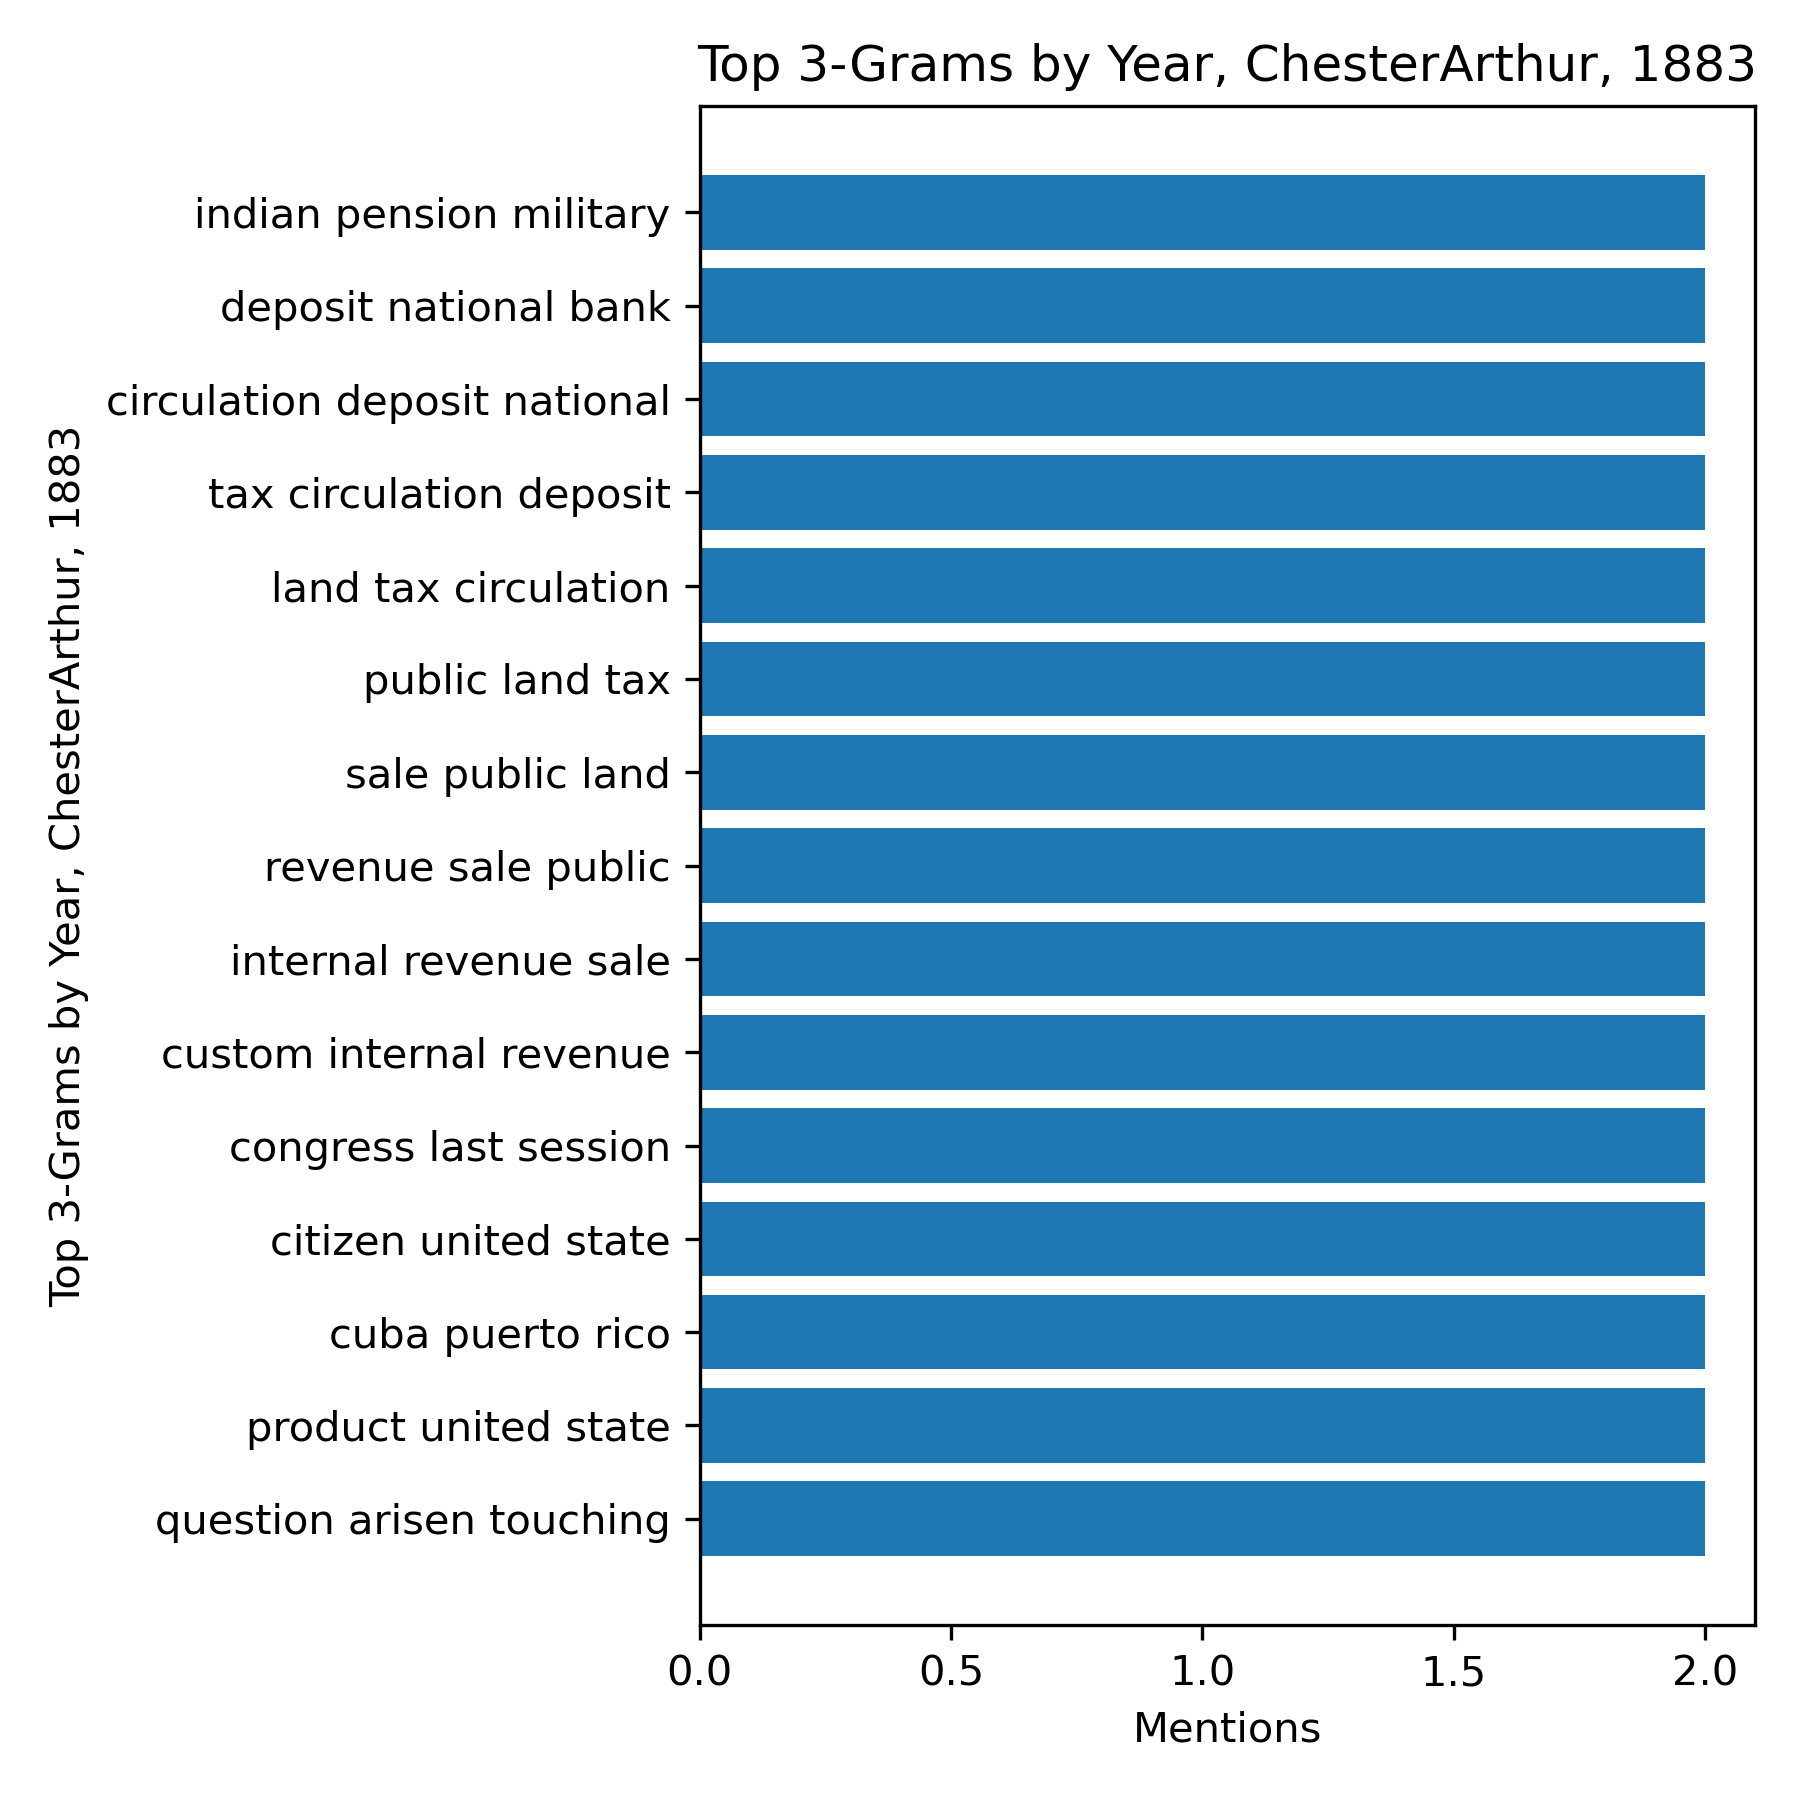 Top 3-Grams by Year, ChesterArthur, 1883
Top 3-Grams by Year, ChesterArthur, 1883
indian pension military
deposit national bank
circulation deposit national
tax circulation deposit
land tax circulation
public land tax
sale public land
revenue sale public
internal revenue sale
custom internal revenue
congress last session
citizen united state
cuba puerto rico
product united state
question arisen touching
0.0 0.5 1.0 1.5 2.0
Mentions